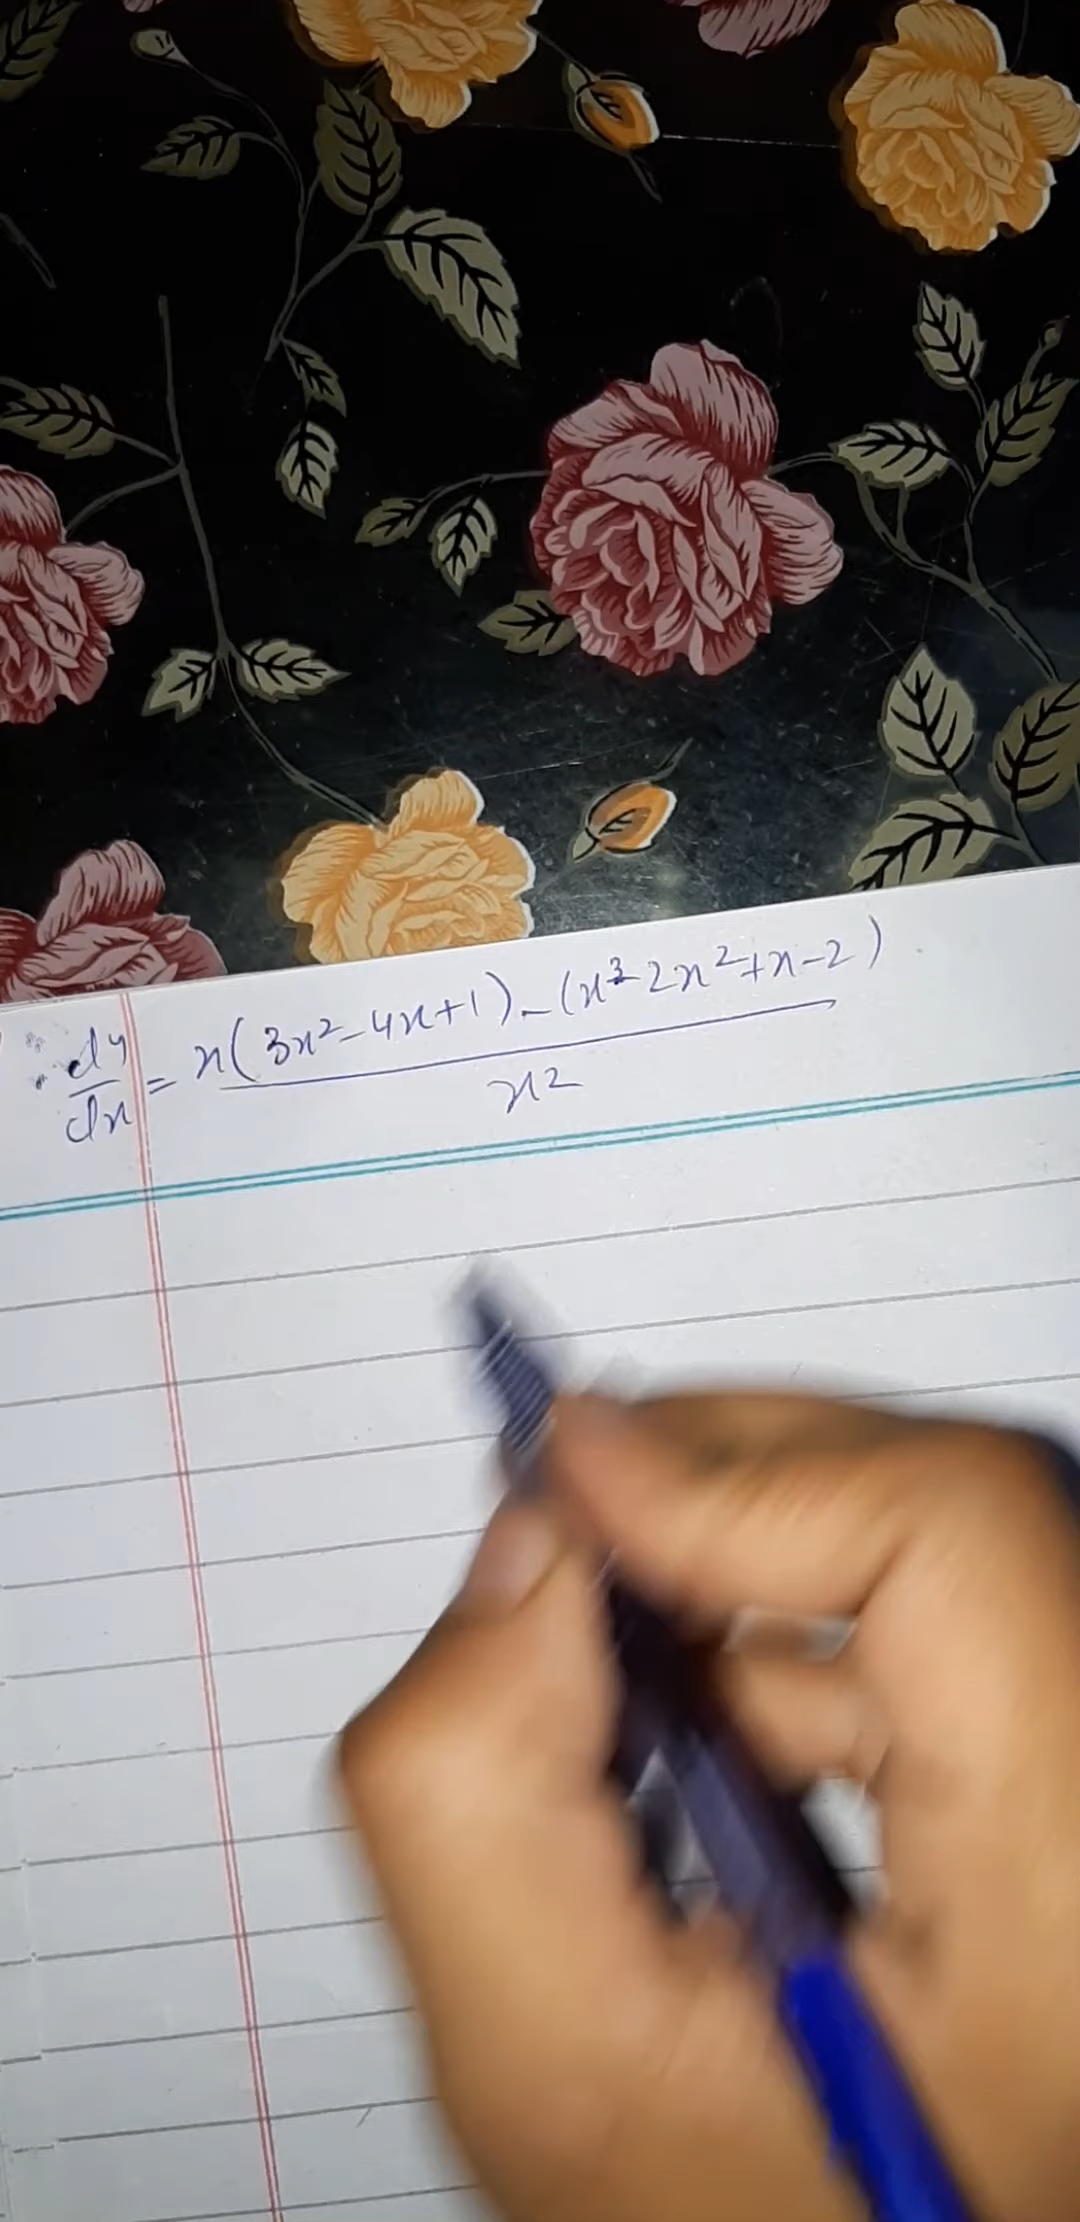 ∴ dy/dx = x(3x²-4x+1)-(x³-2x²+x-2)/x²